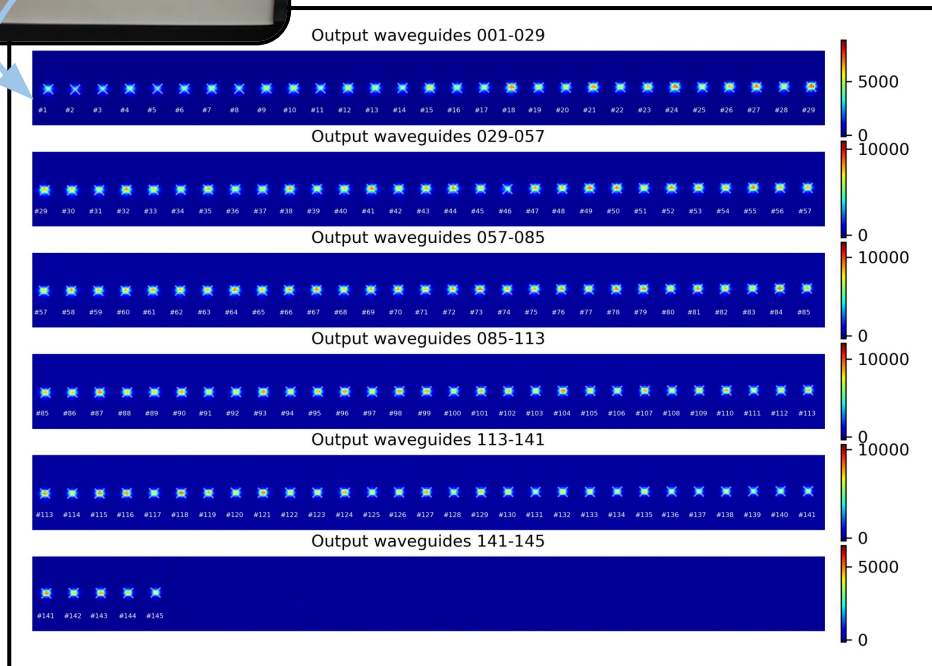 Output waveguides 001-029
5000
0
#1 #2 #3 #4 #5 #6 #7 #8 #9 #10 #11 #12 #13 #14 #15 #16 #17 #18 #19 #20 #21 #22 #23 #24 #25 #26 #27 #28 #29
Output waveguides 029-057
10000
0
#29 #30 #31 #32 #33 #34 #35 #36 #37 #38 #39 #40 #41 #42 #43 #44 #45 #46 #47 #48 #49 #50 #51 #52 #53 #54 #55 #56 #57
Output waveguides 057-085
10000
0
#57 #58 #59 #60 #61 #62 #63 #64 #65 #66 #67 #68 #69 #70 #71 #72 #73 #74 #75 #76 #77 #78 #79 #80 #81 #82 #83 #84 #85
Output waveguides 085-113
10000
0
#85 #86 #87 #88 #89 #90 #91 #92 #93 #94 #95 #96 #97 #98 #99 #100 #101 #102 #103 #104 #105 #106 #107 #108 #109 #110 #111 #112 #113
Output waveguides 113-141
10000
0
#113 #114 #115 #116 #117 #118 #119 #120 #121 #122 #123 #124 #125 #126 #127 #128 #129 #130 #131 #132 #133 #134 #135 #136 #137 #138 #139 #140 #141
Output waveguides 141-145
5000
0
#141 #142 #143 #144 #145